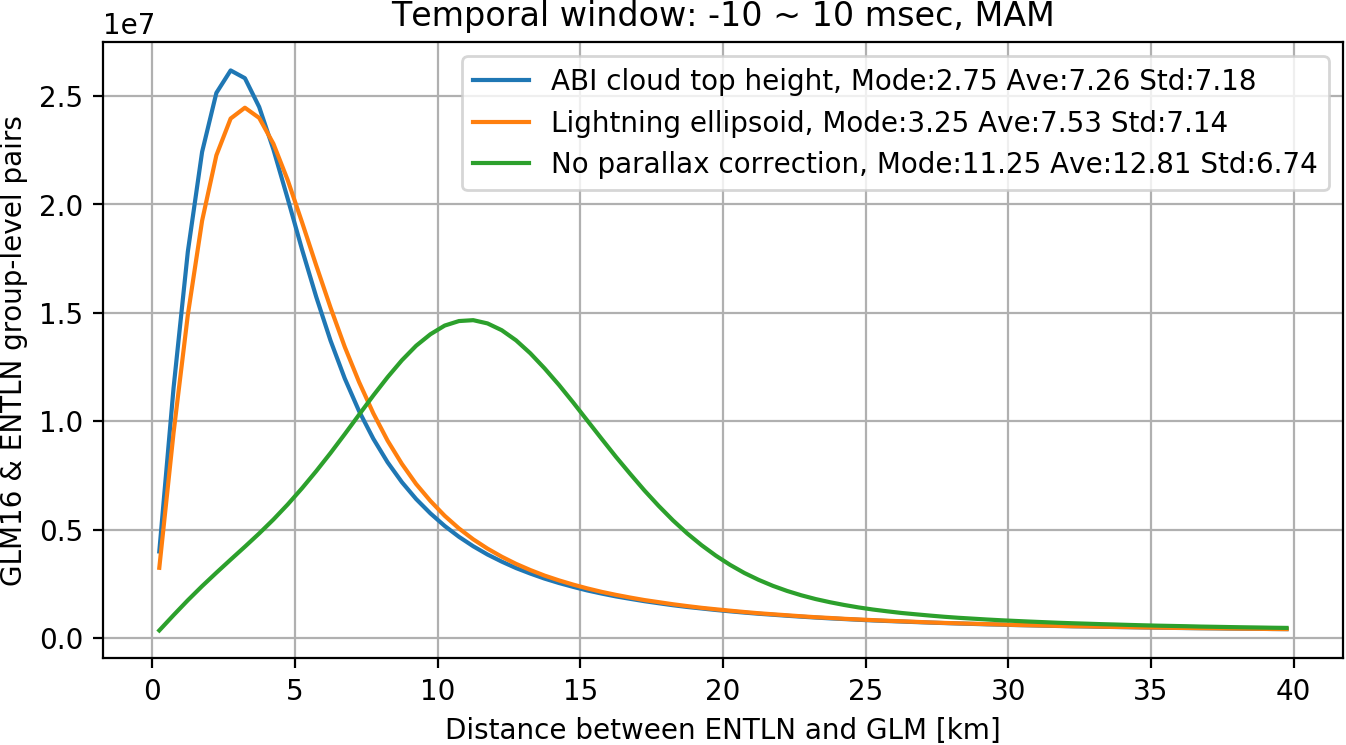 Temporal window: -10 ~ 10 msec, MAM
1e7
ABI cloud top height, Mode:2.75 Ave:7.26 Std:7.18
Lightning ellipsoid, Mode:3.25 Ave:7.53 Std:7.14
No parallax correction, Mode:11.25 Ave:12.81 Std:6.74
GLM16 & ENTLN group-level pairs
2.5
2.0
1.5
1.0
0.5
0.0
0 5 10 15 20 25 30 35 40
Distance between ENTLN and GLM [km]